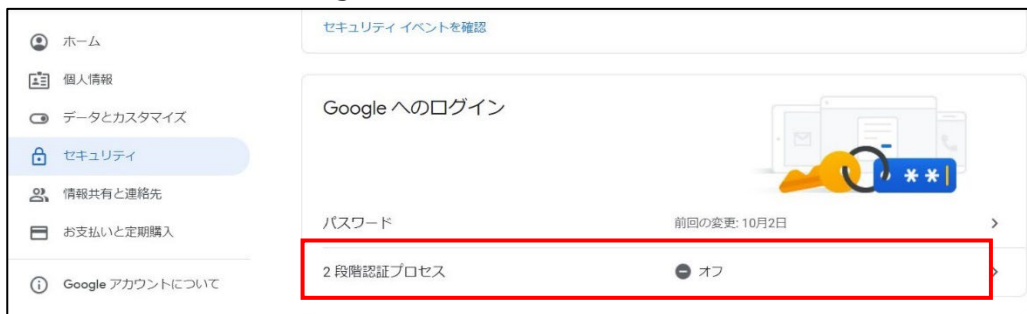 セキュリティ イベントを確認
ホーム
個人情報
データとカスタマイズ
セキュリティ
情報共有と連絡先
お支払いと定期購入
Google アカウントについて
Google へのログイン
**
パスワード 前回の変更: 10月2日
2 段階認証プロセス オフ